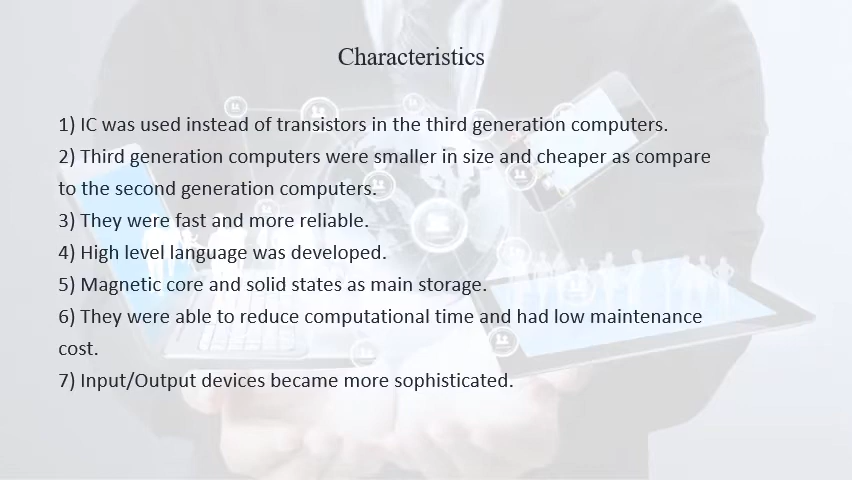 Characteristics
1) IC was used instead of transistors in the third generation computers.
2) Third generation computers were smaller in size and cheaper as compare
to the second generation computers.
3) They were fast and more reliable.
4) High level language was developed.
5) Magnetic core and solid states as main storage.
6) They were able to reduce computational time and had low maintenance
cost.
7) Input/Output devices became more sophisticated.